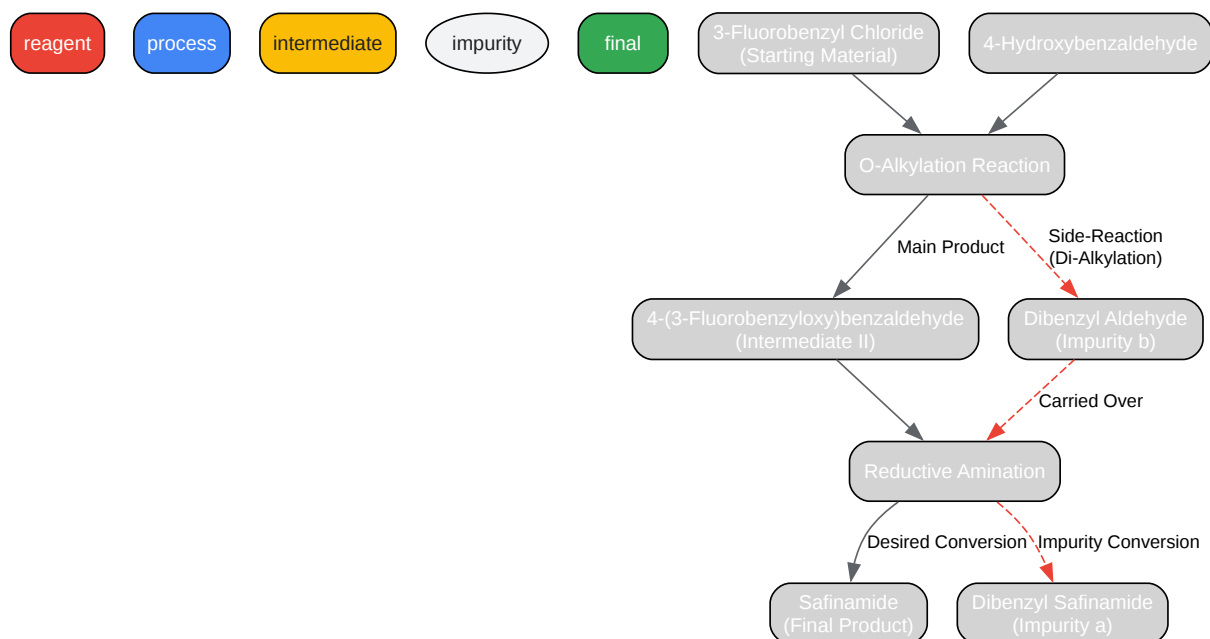 reagent
process
intermediate
impurity
final
3-Fluorobenzyl Chloride
(Starting Material)
4-Hydroxybenzaldehyde
O-Alkylation Reaction
Main Product
Side-Reaction
(Di-Alkylation)
4-(3-Fluorobenzyloxy)benzaldehyde
(Intermediate II)
Dibenzyl Aldehyde
(Impurity b)
Carried Over
Reductive Amination
Desired Conversion
Impurity Conversion
Safinamide
(Final Product)
Dibenzyl Safinamide
(Impurity a)